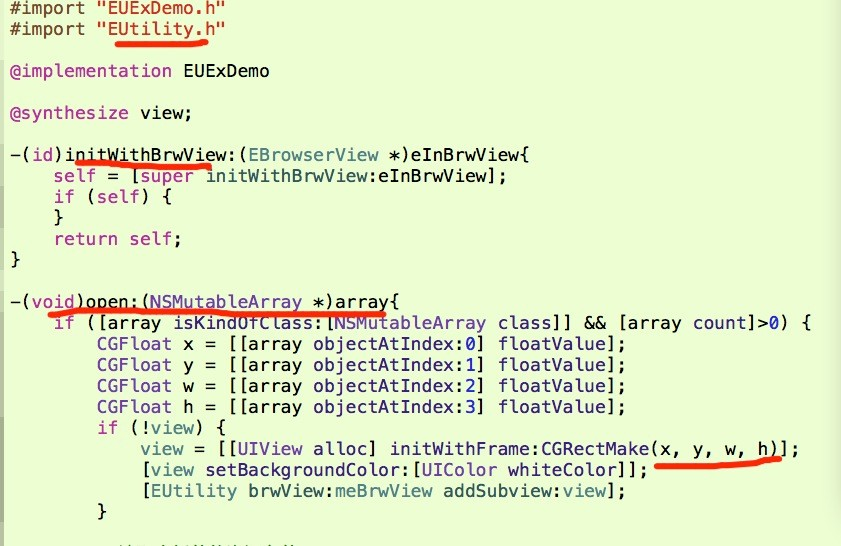 #import "EUExDemo.h"
#import "EUtility.h"
@implementation EUExDemo
@synthesize view;
-(id)initWithBrwView:(EBrowserView *)eInBrwView{
self = [super initWithBrwView:eInBrwView];
if (self) {
}
return self;
}
-(void)open:(NSMutableArray *)array{
if ([array isKindOfClass:[NSMutableArray class]] && [array count]>0) {
CGFloat x = [[array objectAtIndex:0] floatValue];
CGFloat y = [[array objectAtIndex:1] floatValue];
CGFloat w = [[array objectAtIndex:2] floatValue];
CGFloat h = [[array objectAtIndex:3] floatValue];
if (!view) {
view = [[UIView alloc] initWithFrame:CGRectMake(x, y, w, h)];
[view setBackgroundColor:[UIColor whiteColor]];
[EUtility brwView:meBrwView addSubview:view];
}